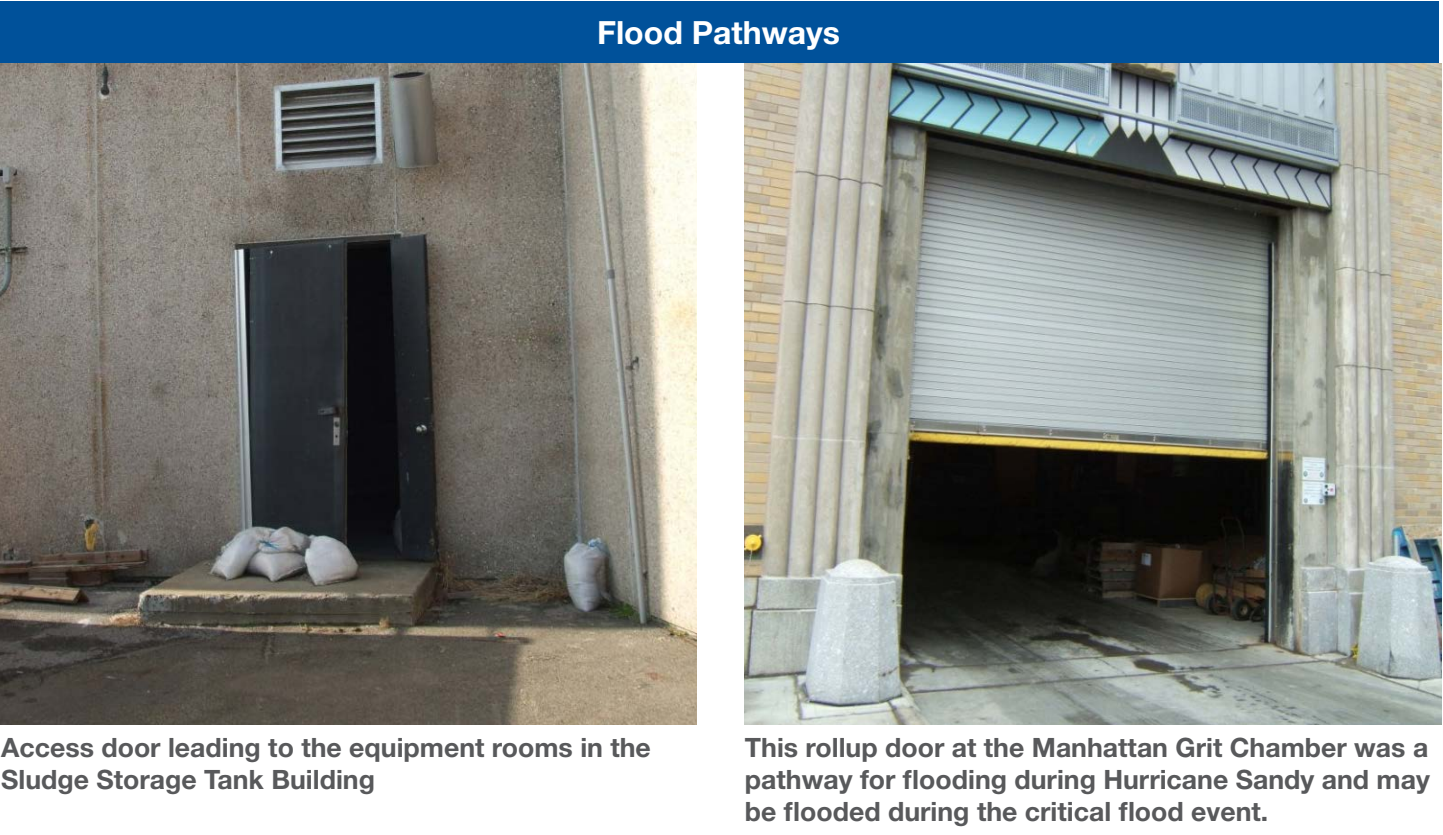 Flood Pathways
Access door leading to the equipment rooms in the
Sludge Storage Tank Building
This rollup door at the Manhattan Grit Chamber was a
pathway for flooding during Hurricane Sandy and may
be flooded during the critical flood event.